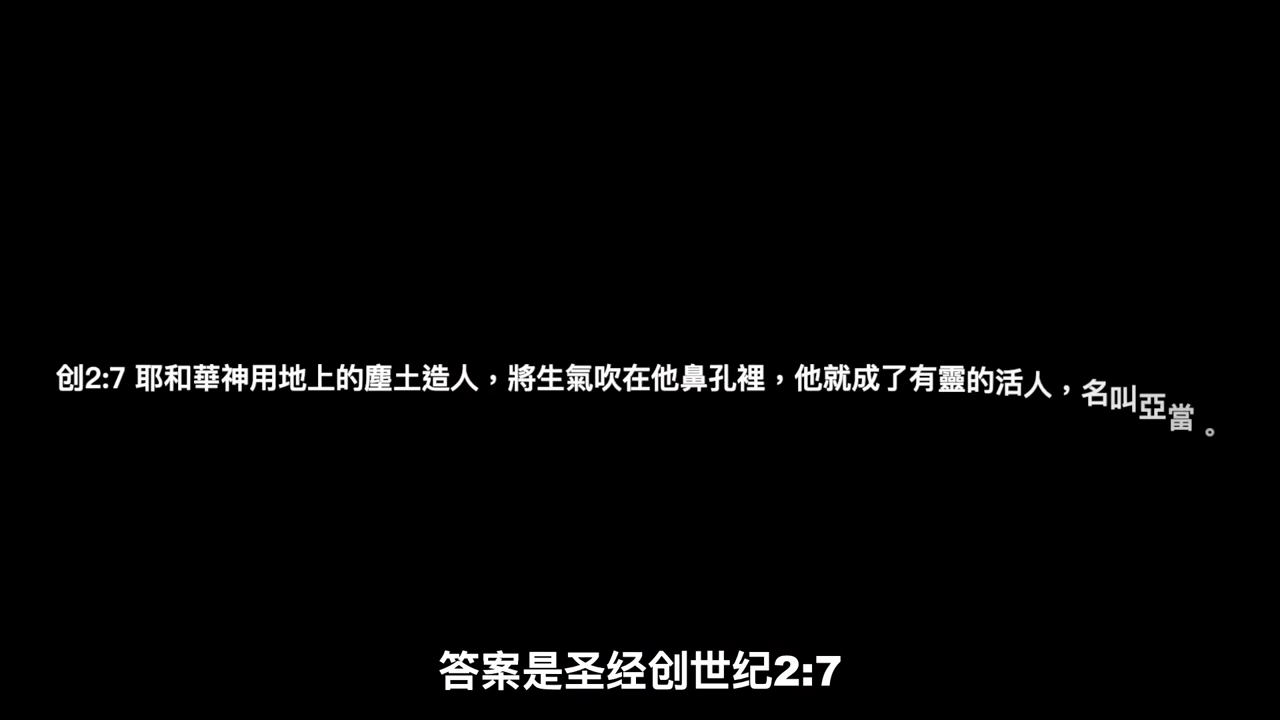 创2:7 耶和華神用地上的塵土造人，將生氣吹在他鼻孔裡，他就成了有靈的活人，名叫亞當。
答案是圣经创世纪2:7